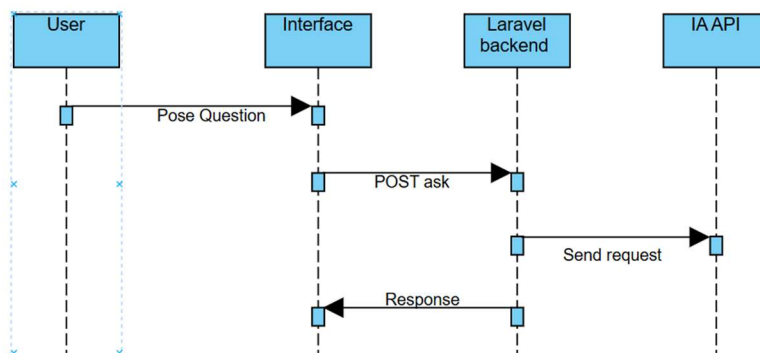 User
Interface
Laravel
backend
IA API
Pose Question
POST ask
Send request
Response